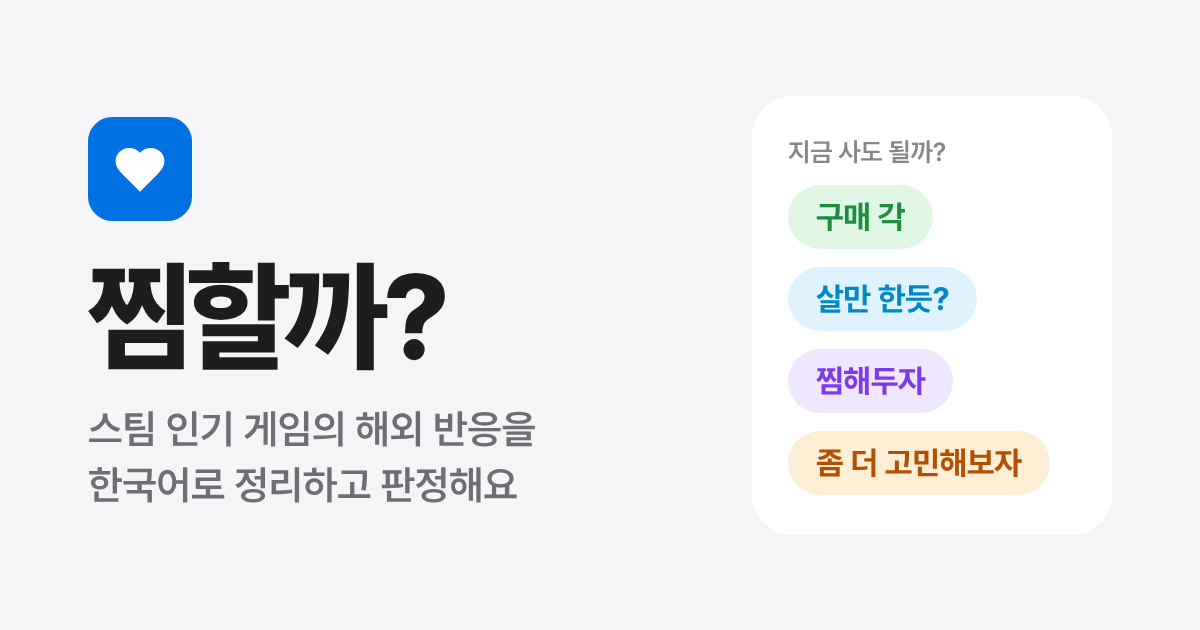 찜할까?
스팀 인기 게임의 해외 반응을
한국어로 정리하고 판정해요
지금 사도 될까?
구매 각
살만 한듯?
찜해두자
좀 더 고민해보자